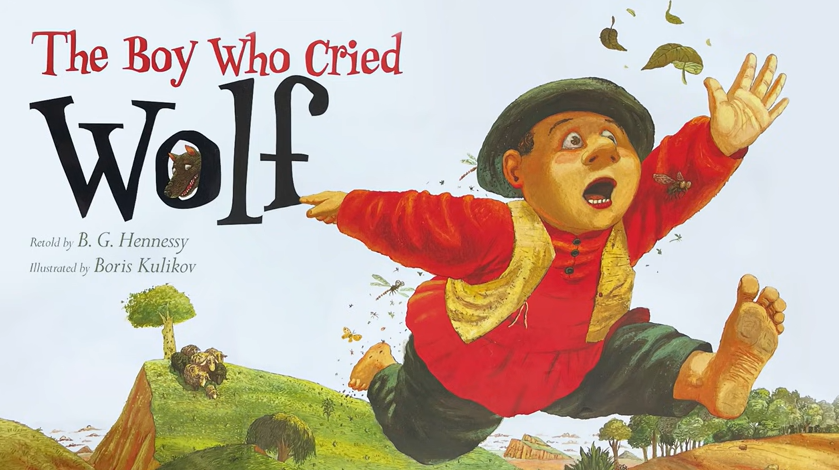 The Boy Who Cried
Wolf
Retold by B. G. Hennessy
Illustrated by Boris Kulikov